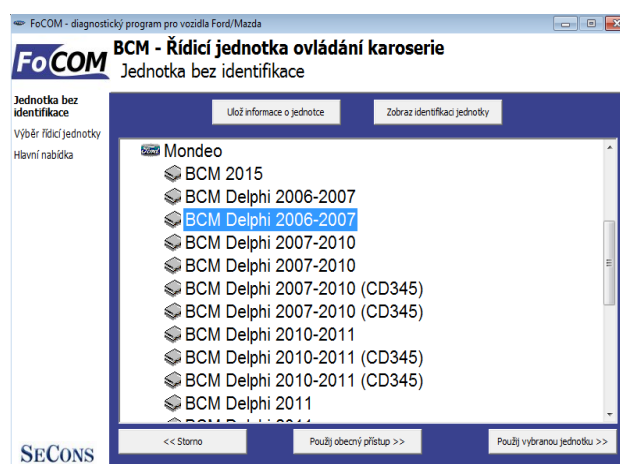 FoCOM - diagnostický program pro vozidla Ford/Mazda
FoCOM
BCM - Řídicí jednotka ovládání karoserie
Jednotka bez identifikace
Jednotka bez
identifikace
Výběr řídicí jednotky
Hlavní nabídka
Ulož informace o jednotce
Zobraz identifikaci jednotky
Ford
Mondeo
BCM 2015
BCM Delphi 2006-2007
BCM Delphi 2006-2007
BCM Delphi 2007-2010
BCM Delphi 2007-2010
BCM Delphi 2007-2010 (CD345)
BCM Delphi 2007-2010 (CD345)
BCM Delphi 2010-2011
BCM Delphi 2010-2011 (CD345)
BCM Delphi 2010-2011 (CD345)
BCM Delphi 2011
BCM Delphi 2011
<< Storno
Použij obecný přístup >>
Použij vybranou jednotku >>
SECONS